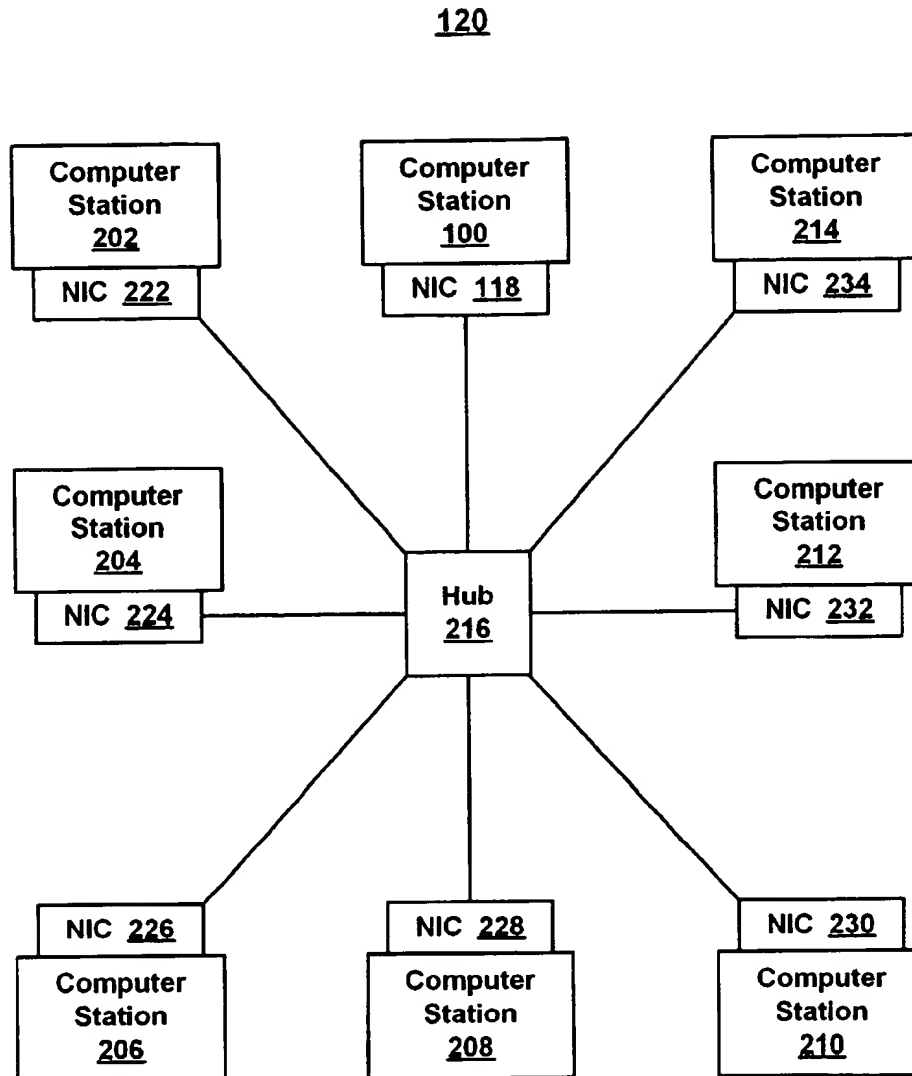 120
Computer
Station
202
NIC 222
Computer
Station
100
NIC 118
Computer
Station
214
NIC 234
Computer
Station
204
NIC 224
Hub
216
Computer
Station
212
NIC 232
NIC 226
Computer
Station
206
NIC 228
Computer
Station
208
NIC 230
Computer
Station
210